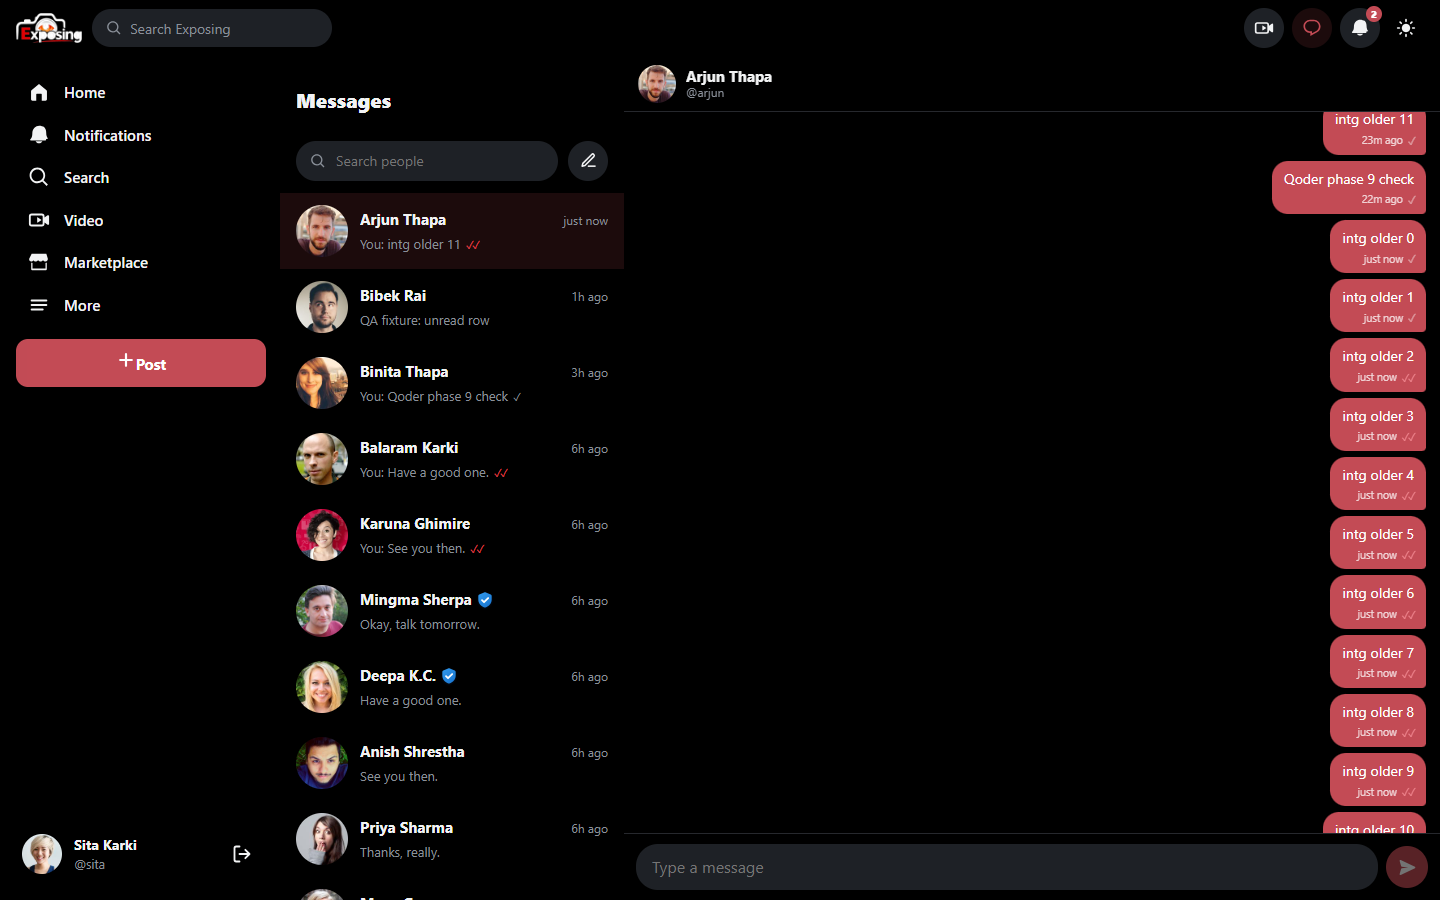 Exposing
Search Exposing
2
Home
Notifications
Search
Video
Marketplace
More
Post
Sita Karki
@sita
Messages
Search people
Arjun Thapa
just now
You: intg older 11
Bibek Rai
1h ago
QA fixture: unread row
Binita Thapa
3h ago
You: Qoder phase 9 check
Balaram Karki
6h ago
You: Have a good one.
Karuna Ghimire
6h ago
You: See you then.
Mingma Sherpa
6h ago
Okay, talk tomorrow.
Deepa K.C.
6h ago
Have a good one.
Anish Shrestha
6h ago
See you then.
Priya Sharma
6h ago
Thanks, really.
Arjun Thapa
@arjun
intg older 11
23m ago
Qoder phase 9 check
22m ago
intg older 0
just now
intg older 1
just now
intg older 2
just now
intg older 3
just now
intg older 4
just now
intg older 5
just now
intg older 6
just now
intg older 7
just now
intg older 8
just now
intg older 9
just now
intg older 10
Type a message